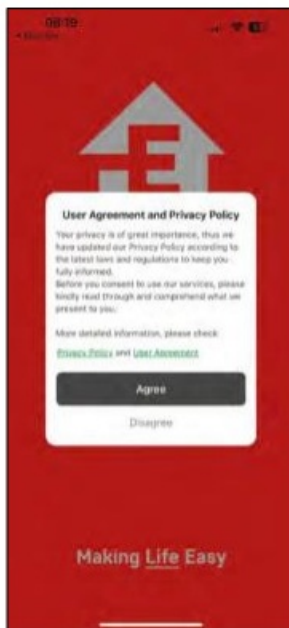 08:19
E
User Agreement and Privacy Policy
Your privacy is of great importance, thus we
have updated our Privacy Policy according to
the latest laws and regulations to keep you
fully informed.
Before you consent to use our services, please
kindly read through and comprehend what we
present to you.
More detailed information, please check
Privacy Policy and User Agreement
Agree
Disagree
Making Life Easy